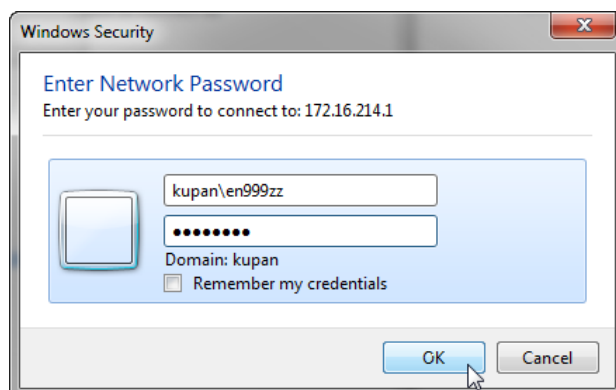 Windows Security
Enter Network Password
Enter your password to connect to: 172.16.214.1
kupan\en999zz
●●●●●●●●
Domain: kupan
Remember my credentials
OK
Cancel